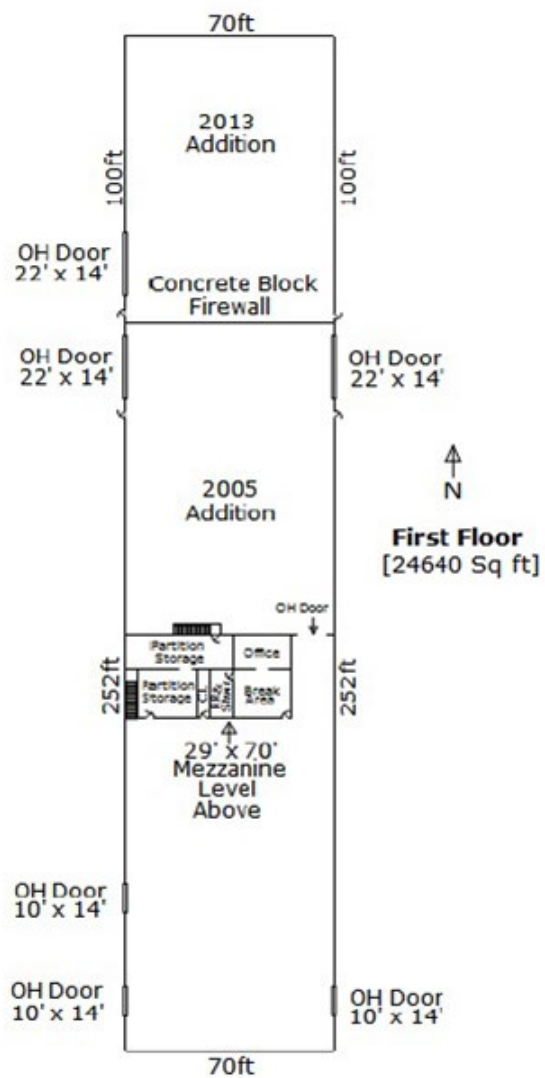 70ft
2013
Addition
100ft
100ft
OH Door
22' x 14'
Concrete Block
Firewall
OH Door
22' x 14'
OH Door
22' x 14'
2005
Addition
N
First Floor
[24640 Sq ft]
OH Door
Partition
Storage
Office
252ft
252ft
Partition
Storage
CL
Break
Area
29' x 70'
Mezzanine
Level
Above
OH Door
10' x 14'
OH Door
10' x 14'
OH Door
10' x 14'
70ft